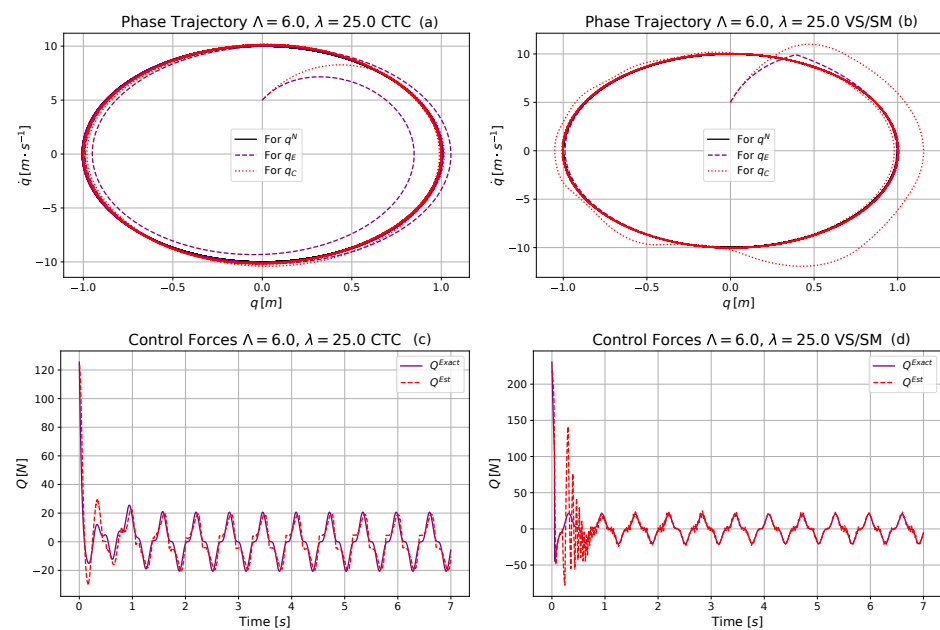 Phase Trajectory Λ = 6.0, λ = 25.0 CTC (a)
10
5
0
−5
−10
q̇ [m · s⁻¹]
For q^N
For q_E
For q_C
−1.0 −0.5 0.0 0.5 1.0
q [m]
Phase Trajectory Λ = 6.0, λ = 25.0 VS/SM (b)
10
5
0
−5
−10
q̇ [m · s⁻¹]
For q^N
For q_E
For q_C
−1.0 −0.5 0.0 0.5 1.0
q [m]
Control Forces Λ = 6.0, λ = 25.0 CTC (c)
120
100
80
60
40
20
0
−20
Q [N]
Q^Exact
Q^Est
0 1 2 3 4 5 6 7
Time [s]
Control Forces Λ = 6.0, λ = 25.0 VS/SM (d)
200
150
100
50
0
−50
Q [N]
Q^Exact
Q^Est
0 1 2 3 4 5 6 7
Time [s]